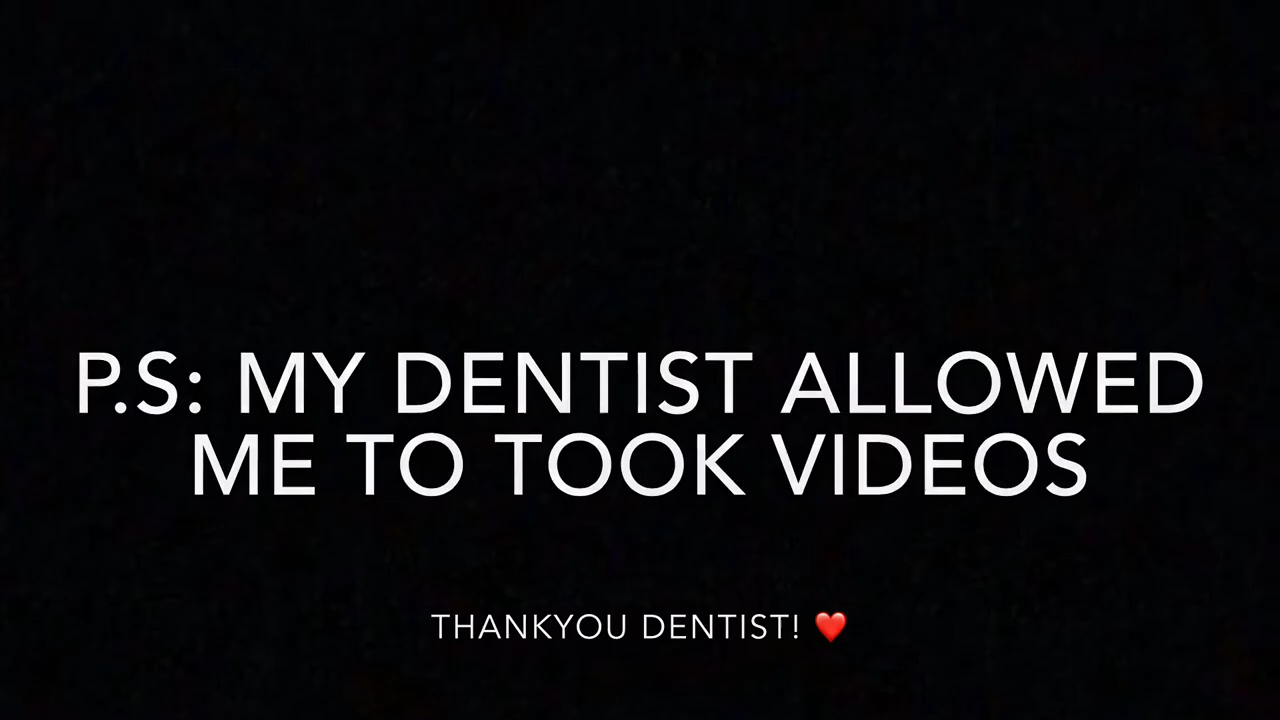 P.S: MY DENTIST ALLOWED
ME TO TOOK VIDEOS
THANKYOU DENTIST! ❤️